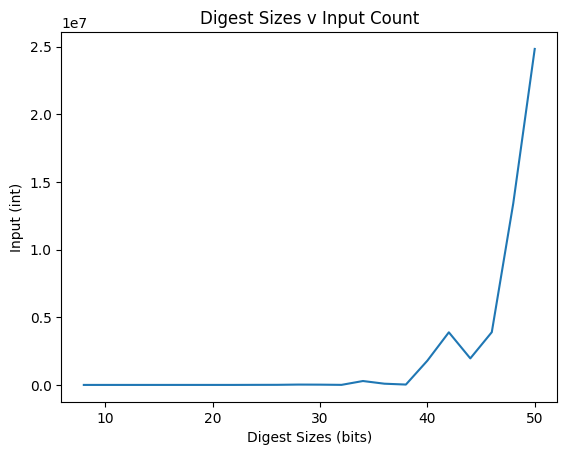 Digest Sizes v Input Count
1e7
2.5
2.0
1.5
1.0
0.5
0.0
Input (int)
10 20 30 40 50
Digest Sizes (bits)